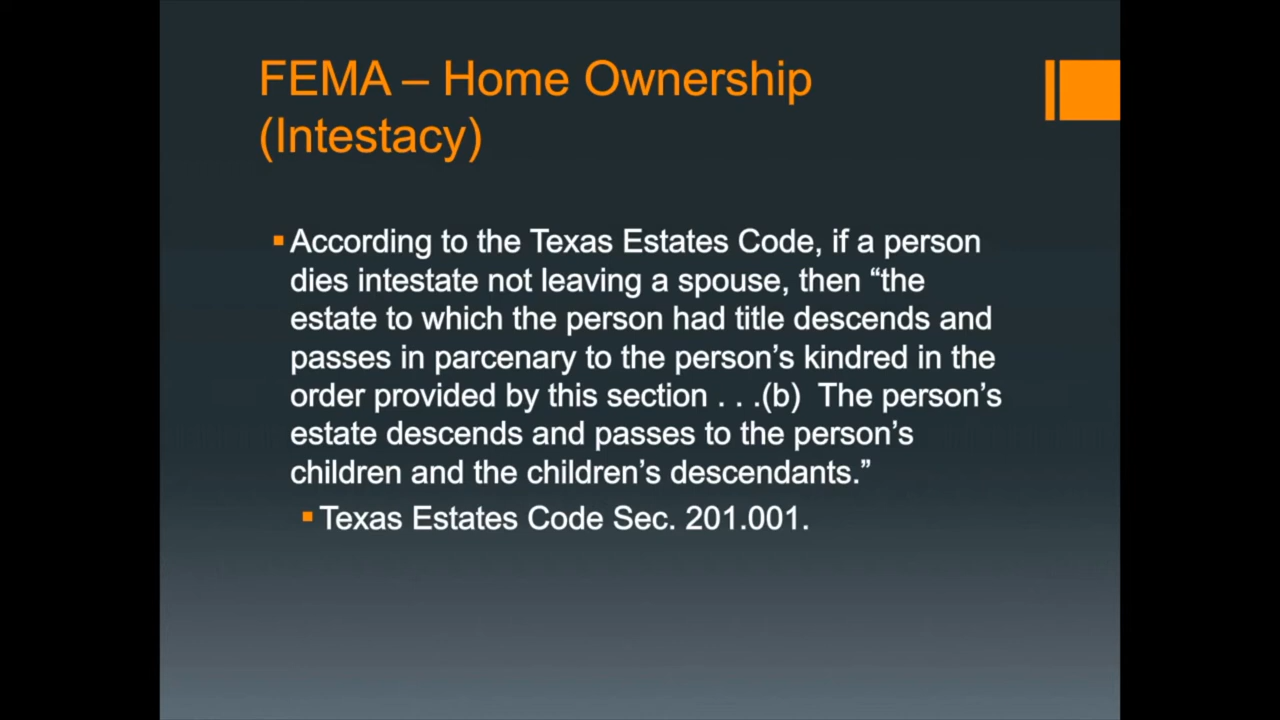 FEMA – Home Ownership
(Intestacy)
According to the Texas Estates Code, if a person
dies intestate not leaving a spouse, then “the
estate to which the person had title descends and
passes in parcenary to the person’s kindred in the
order provided by this section . . .(b)  The person’s
estate descends and passes to the person’s
children and the children’s descendants.”
Texas Estates Code Sec. 201.001.